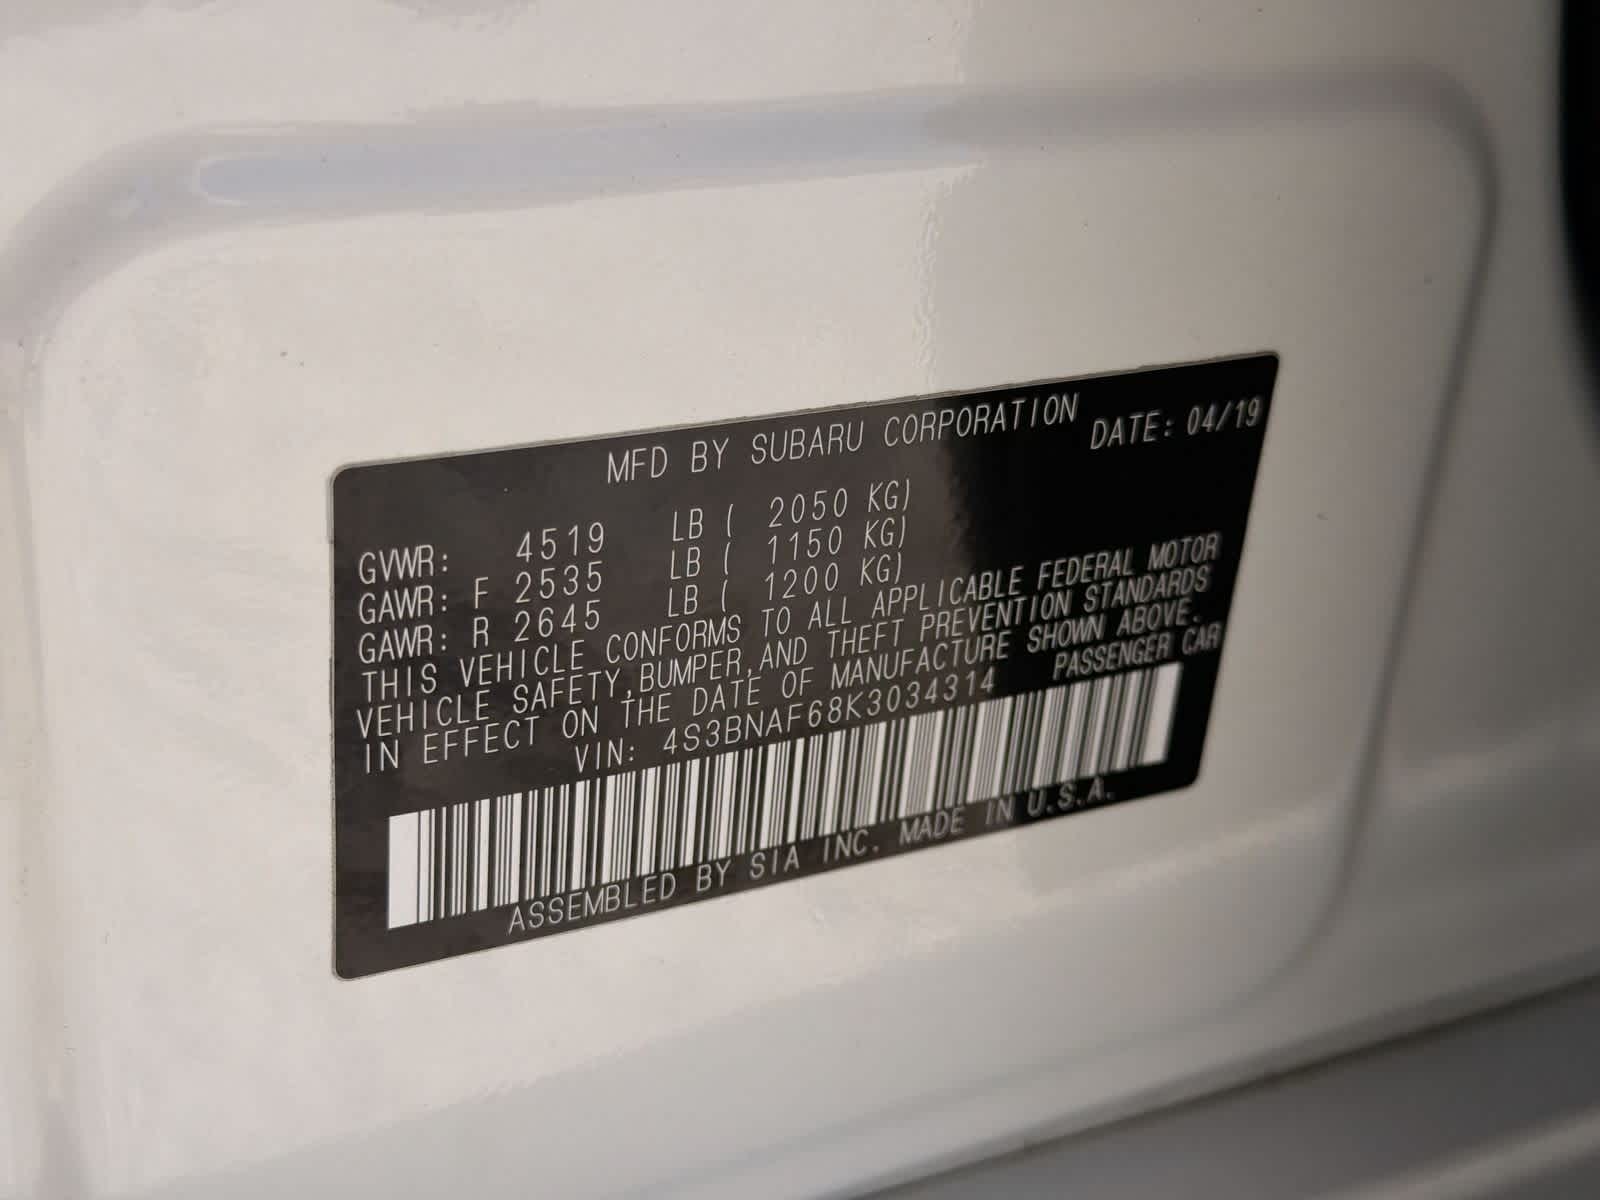 MFD BY SUBARU CORPORATION DATE: 04/19
GVWR: 4519 LB ( 2050 KG)
GAWR: F 2535 LB ( 1150 KG)
GAWR: R 2645 LB ( 1200 KG)
THIS VEHICLE CONFORMS TO ALL APPLICABLE FEDERAL MOTOR
VEHICLE SAFETY,BUMPER,AND THEFT PREVENTION STANDARDS
IN EFFECT ON THE DATE OF MANUFACTURE SHOWN ABOVE.
VIN: 4S3BNAF68K3034314 PASSENGER CAR
ASSEMBLED BY SIA INC. MADE IN U.S.A.